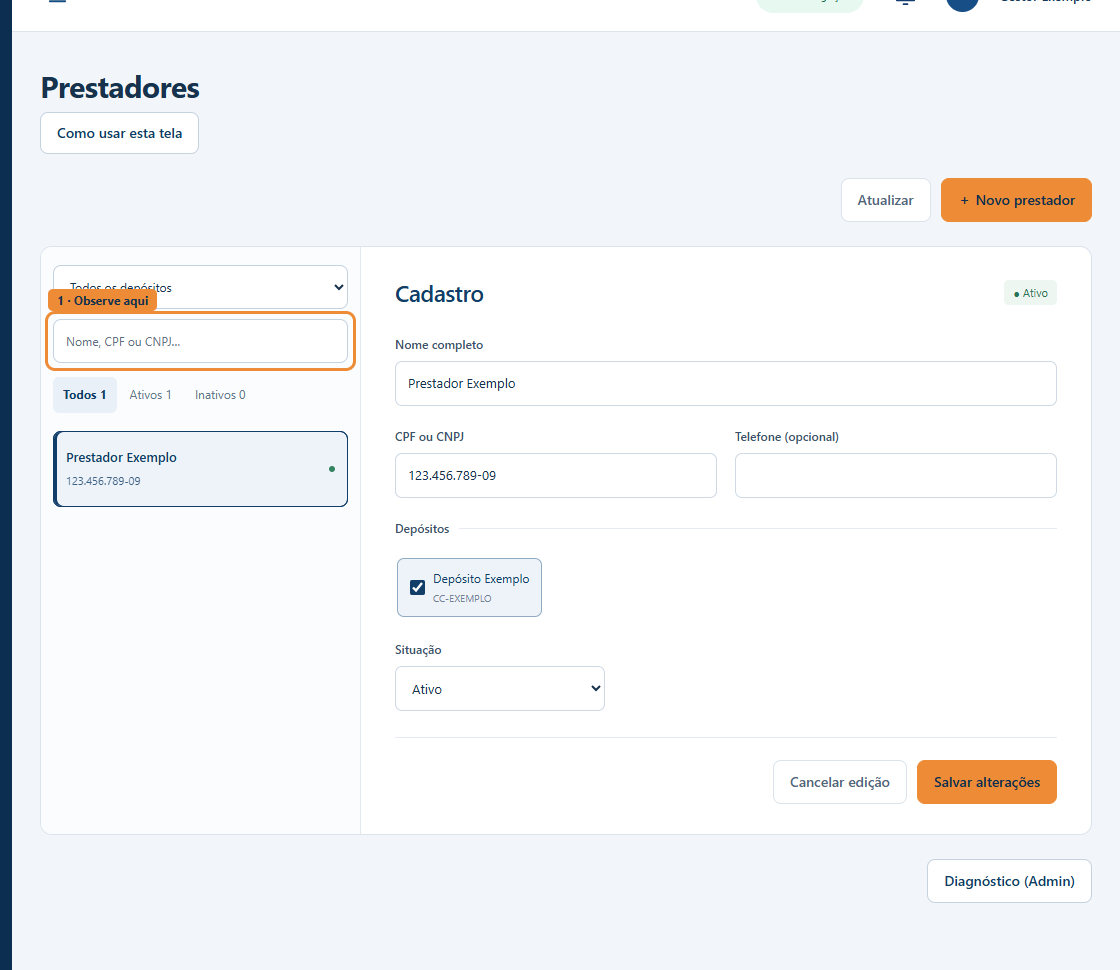 Prestadores
Como usar esta tela
Atualizar
+ Novo prestador
Todos os depósitos
1 · Observe aqui
Nome, CPF ou CNPJ...
Todos 1
Ativos 1
Inativos 0
Prestador Exemplo
123.456.789-09
Cadastro
Ativo
Nome completo
Prestador Exemplo
CPF ou CNPJ
Telefone (opcional)
123.456.789-09
Depósitos
Depósito Exemplo
CC-EXEMPLO
Situação
Ativo
Cancelar edição
Salvar alterações
Diagnóstico (Admin)